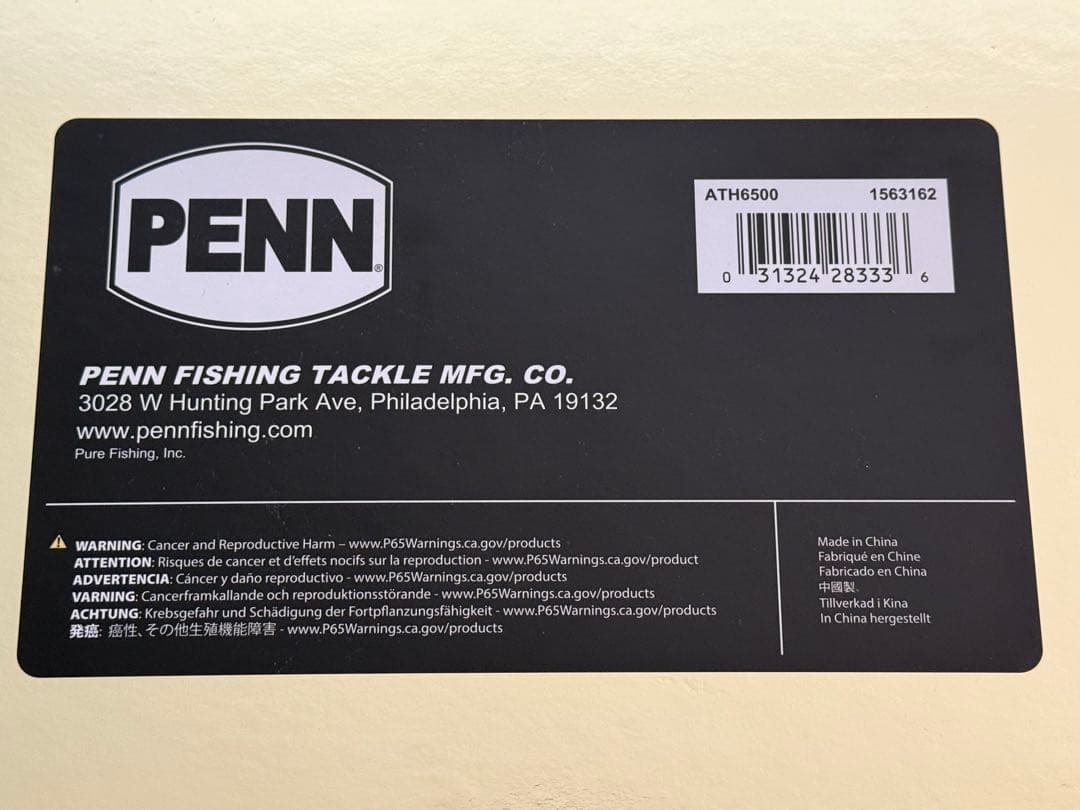 PENN®
ATH6500 1563162
0 31324 28333 6
PENN FISHING TACKLE MFG. CO.
3028 W Hunting Park Ave, Philadelphia, PA 19132
www.pennfishing.com
Pure Fishing, Inc.
WARNING: Cancer and Reproductive Harm – www.P65Warnings.ca.gov/products
ATTENTION: Risques de cancer et d'effets nocifs sur la reproduction - www.P65Warnings.ca.gov/product
ADVERTENCIA: Cáncer y daño reproductivo - www.P65Warnings.ca.gov/products
VARNING: Cancerframkallande och reproduktionsstörande - www.P65Warnings.ca.gov/products
ACHTUNG: Krebsgefahr und Schädigung der Fortpflanzungsfähigkeit - www.P65Warnings.ca.gov/products
発癌: 癌性、その他生殖機能障害 - www.P65Warnings.ca.gov/products
Made in China
Fabriqué en Chine
Fabricado en China
中國製.
Tillverkad i Kina
In China hergestellt